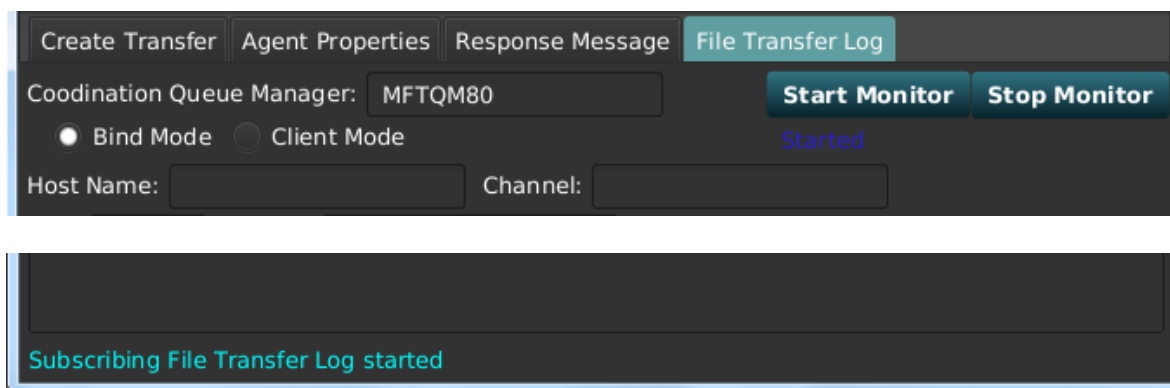 Create Transfer Agent Properties Response Message File Transfer Log
Coodination Queue Manager: MFTQM80 Start Monitor Stop Monitor
Bind Mode Client Mode Started
Host Name: Channel:
Subscribing File Transfer Log started